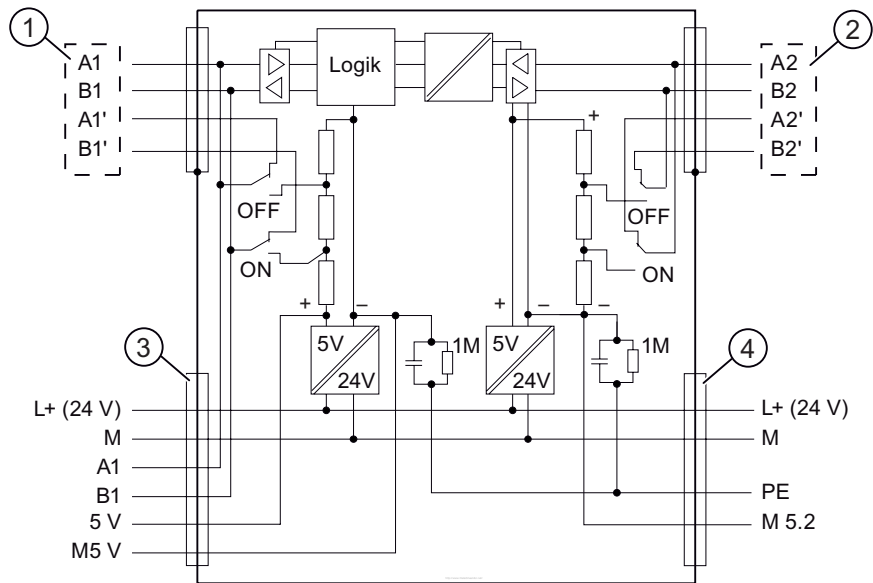 1
2
A1
B1
A1'
B1'
Logik
A2
B2
A2'
B2'
+
OFF
ON
OFF
ON
+ –
+ – –
5V
24V
1M
5V
24V
1M
3
4
L+ (24 V)
M
A1
B1
5 V
M5 V
L+ (24 V)
M
PE
M 5.2